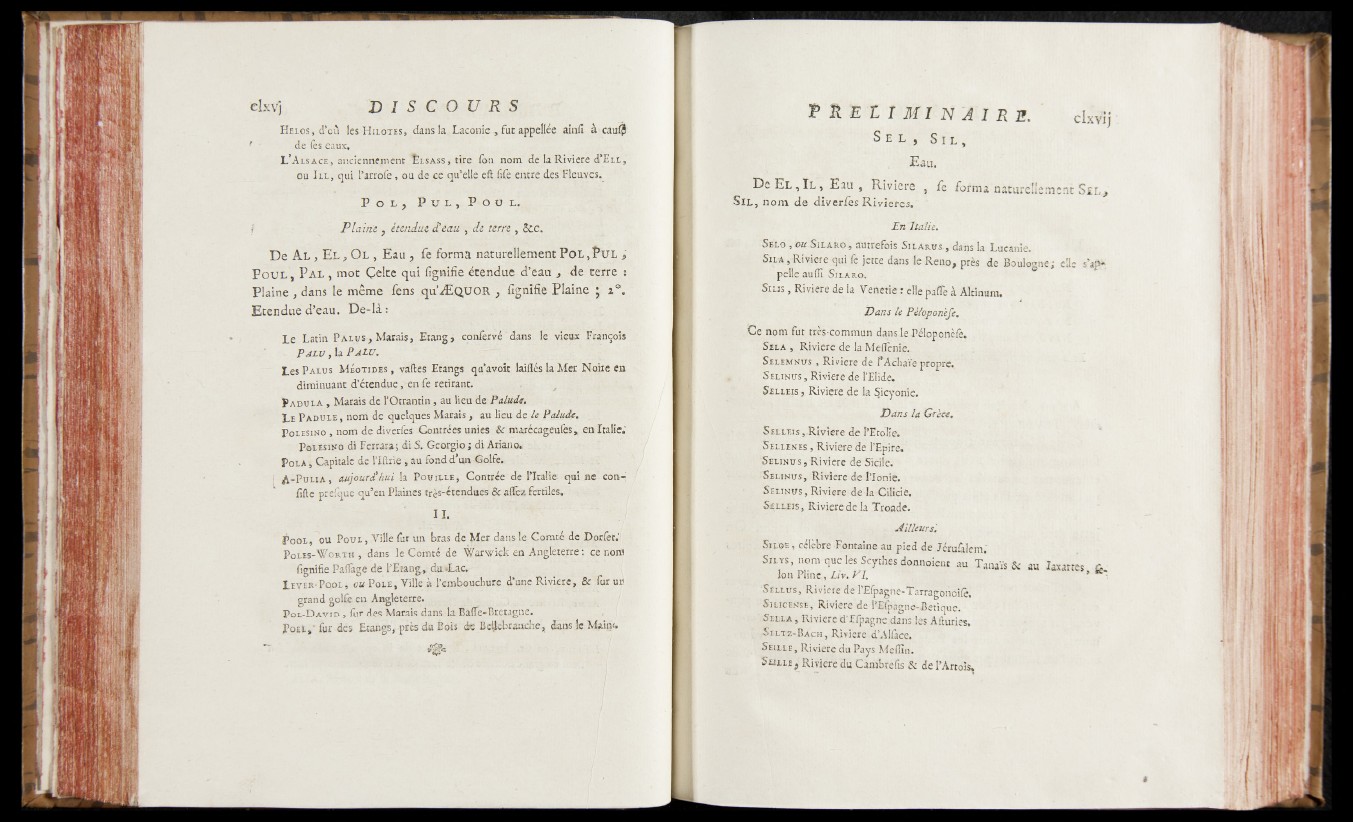 clxvj DISCOURS
HELOS, d'où les HILOTES, dans la Laconie, fut appellée ainſi à cauſe
de ſes eaux.
L'ALSACE, anciennement ELSASS, tire ſon nom de la Riviere d'ELL,
ou ILL, qui l'arroſe, ou de ce qu'elle eſt ſiſe entre des Fleuves.
POL, PUL, POUL.
Plaine, étendue d'eau, de terre, &c.
De AL, EL, OL, Eau, ſe forma naturellement POL, PUL,
POUL, PAL, mot Çelte qui ſignifie étendue d'eau, de terre :
Plaine, dans le même ſens qu'ÆQUOR, ſignifie Plaine ; 2°.
Etendue d'eau. De-là :
Le Latin PALUS, Marais, Etang, conſervé dans le vieux François
PALU, la PALU.
Les PALUS MÉOTIDES, vaſtes Etangs qu'avoit laiſſés la Mer Noire en
diminuant d'étendue, en ſe retirant.
PADULA, Marais de l'Otrantin, au lieu de Palude.
LE PADULE, nom de quelques Marais, au lieu de le Palude.
POLESINO, nom de diverſes Contrées unies & marécageuſes, en Italie.
POLESINO di Ferrara ; di S. Georgio ; di Ariano.
POLA, Capitale de l'Iſtrie, au fond d'un Golfe.
A-PULIA, aujourd'hui la POUILLE, Contrée de l'Italie qui ne con-
ſiſte preſque qu'en Plaines très-étendues & aſſez fertiles.
II.
POOL, ou POUL, Ville ſur un bras de Mer dans le Comté de Dorſet.
POLES-WORTH, dans le Comté de Warwick en Angleterre : ce nom
ſignifie Paſſage de l'Etang, du Lac.
LEVER-POOL, ou POLE, Ville à l'embouchure d'une Riviere, & ſur un
grand golfe en Angleterre.
POL-DAVID, ſur des Marais dans la Baſſe-Bretagne.
POEL, ſur des Etangs, près du Bois de Bellebranche, dans le Maine.
PRELIMINAIRE. clxvij
SEL, SIL,
Eau.
De EL, IL, Eau, Riviere, ſe forma naturellement SEL,
SIL, nom de diverſes Rivieres.
En Italie.
SELO, ou SILARO, autrefois SILARUS, dans la Lucanie.
SILA, Riviere qui ſe jette dans le Reno, près de Boulogne ; elle s'ap-
pelle auſſi SILARO.
SILIS, Riviere de la Venetie : elle paſſe à Altinum.
Dans le Péloponèſe.
Ce nom fut très-commun dans le Péloponèſe.
SELA, Riviere de la Meſſenie.
SELEMNUS, Riviere de l'Achaïe propre.
SELINUS, Riviere de l'Elide.
SELLEIS, Riviere de la Sicyonie.
Dans la Grèce.
SELLEIS, Riviere de l'Etolie.
SELLENES, Riviere de l'Epire.
SELINUS, Riviere de Sicile.
SELINUS, Riviere de l'Ionie.
SELINUS, Riviere de la Cilicie.
SELLEIS, Riviere de la Troade.
Ailleurs.
SILOE, célèbre Fontaine au pied de Jéruſalem.
SILYS, nom que les Scythes donnoient au Tanaïs & au Iaxartes, ſe-
lon Pline, Liv. VI.
SELLUS, Riviere de l'Eſpagne-Tarragonoiſe.
SILICENSE, Riviere de l'Eſpagne-Betique.
SELLA, Riviere d'Eſpagne dans les Aſturies.
SELTZ-BACH, Riviere d'Alſace.
SEILLE, Riviere du Pays Meſſin.
SELLE, Riviere du Cambreſis & de l'Artois.